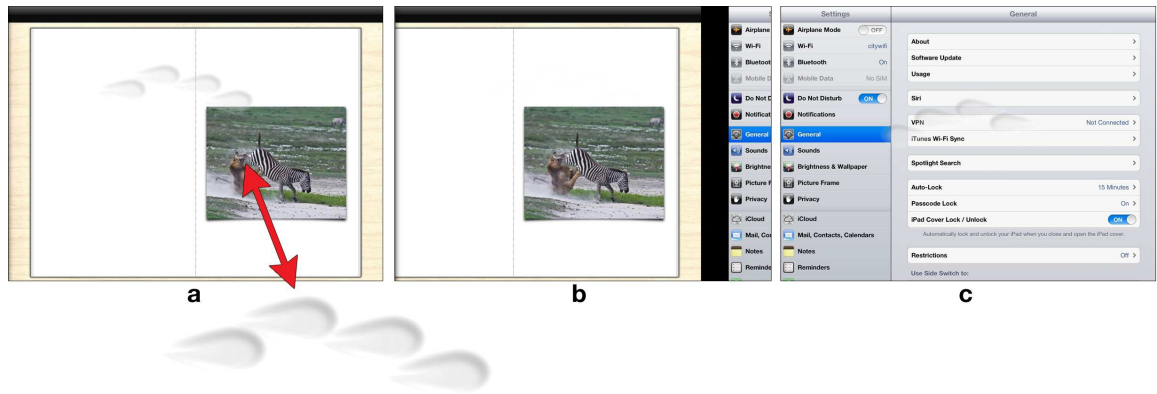 S
Airplane
Wi-Fi
Bluetoot
Mobile D
Do Not D
Notificat
General
Sounds
Brightne
Picture F
Privacy
iCloud
Mail, Con
Notes
Reminde
Settings
Airplane Mode OFF
Wi-Fi citywifi
Bluetooth On
Mobile Data No SIM
Do Not Disturb ON
Notifications
General
Sounds
Brightness & Wallpaper
Picture Frame
Privacy
iCloud
Mail, Contacts, Calendars
Notes
Reminders
General
About
Software Update
Usage
Siri
VPN Not Connected
iTunes Wi-Fi Sync
Spotlight Search
Auto-Lock 15 Minutes
Passcode Lock On
iPad Cover Lock / Unlock ON
Automatically lock and unlock your iPad when you close and open the iPad cover.
Restrictions Off
Use Side Switch to:
a
b
c